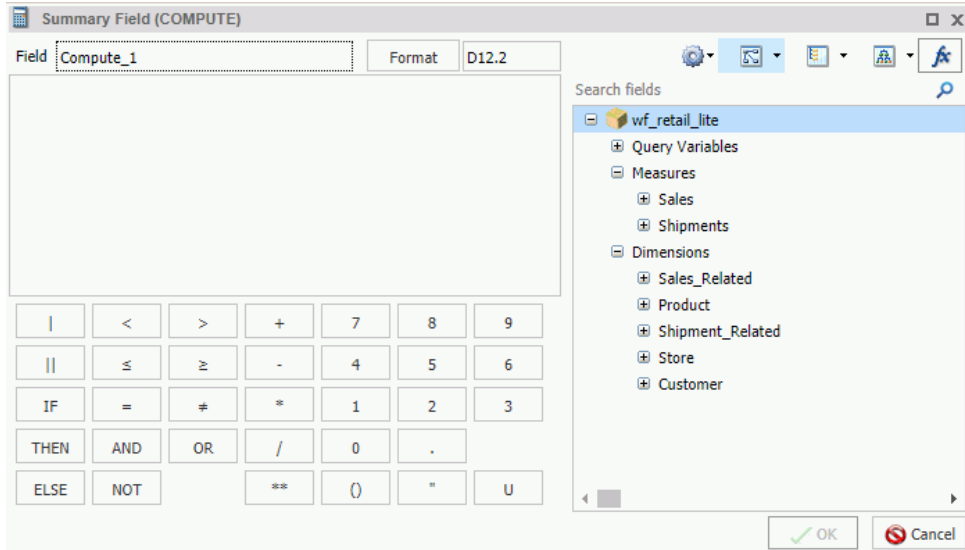 Summary Field (COMPUTE)
Field Compute_1 Format D12.2 fx
Search fields
wf_retail_lite
Query Variables
Measures
Sales
Shipments
Dimensions
Sales_Related
Product
Shipment_Related
Store
Customer
| < > + 7 8 9
|| ≤ ≥ - 4 5 6
IF = ≠ * 1 2 3
THEN AND OR / 0 .
ELSE NOT ** () " U
OK Cancel